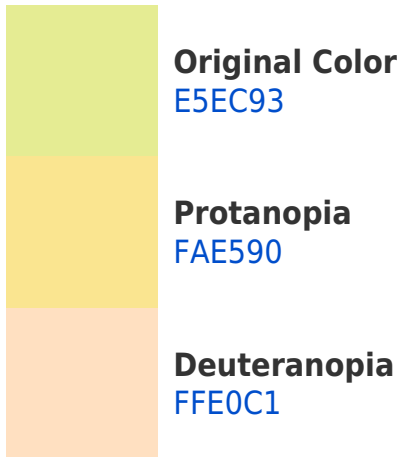 Original Color
E5EC93
Protanopia
FAE590
Deuteranopia
FFE0C1